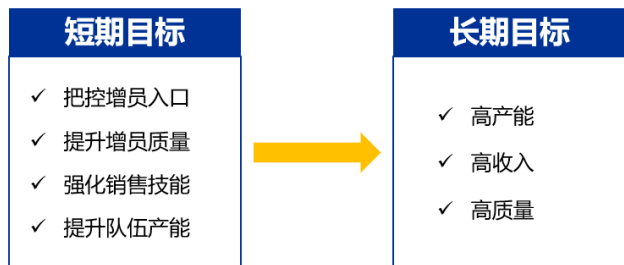 短期目标
✓ 把控增员入口
✓ 提升增员质量
✓ 强化销售技能
✓ 提升队伍产能
长期目标
✓ 高产能
✓ 高收入
✓ 高质量